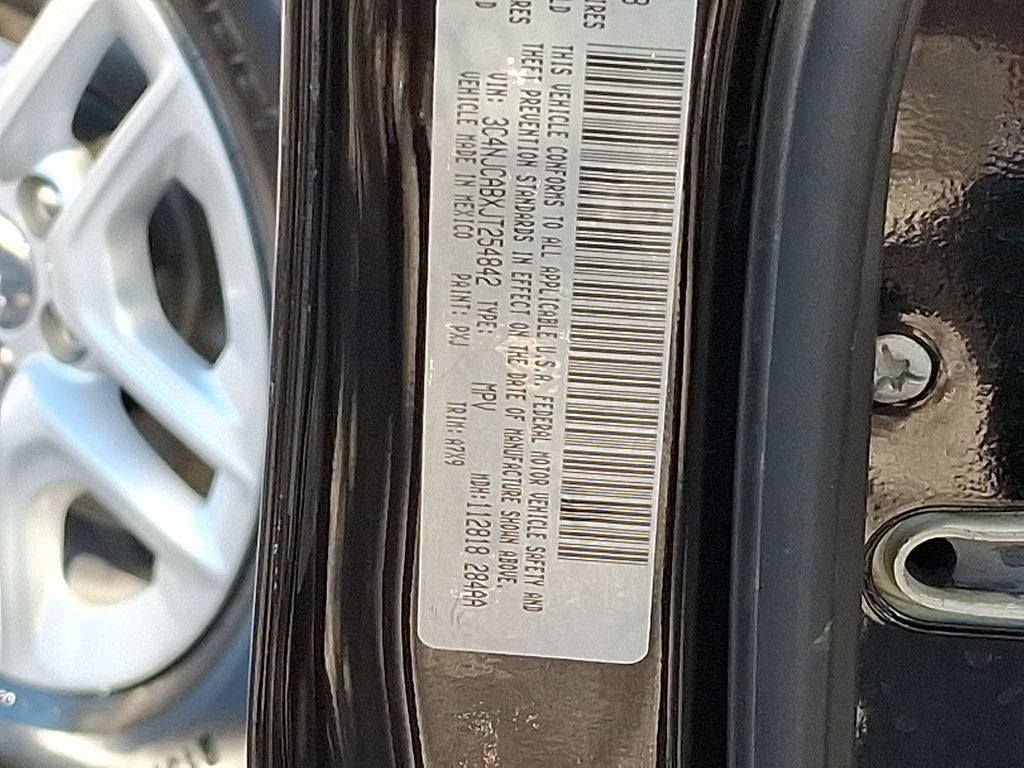 THIS VEHICLE CONFORMS TO ALL APPLICABLE U.S.A. FEDERAL MOTOR VEHICLE SAFETY AND
THEFT PREVENTION STANDARDS IN EFFECT ON THE DATE OF MANUFACTURE SHOWN ABOVE.
VIN: 3C4NJCABXJT254842 TYPE: MPV MDH:112818 284AA
VEHICLE MADE IN MEXICO PAINT: PXJ TRIM: A7X9